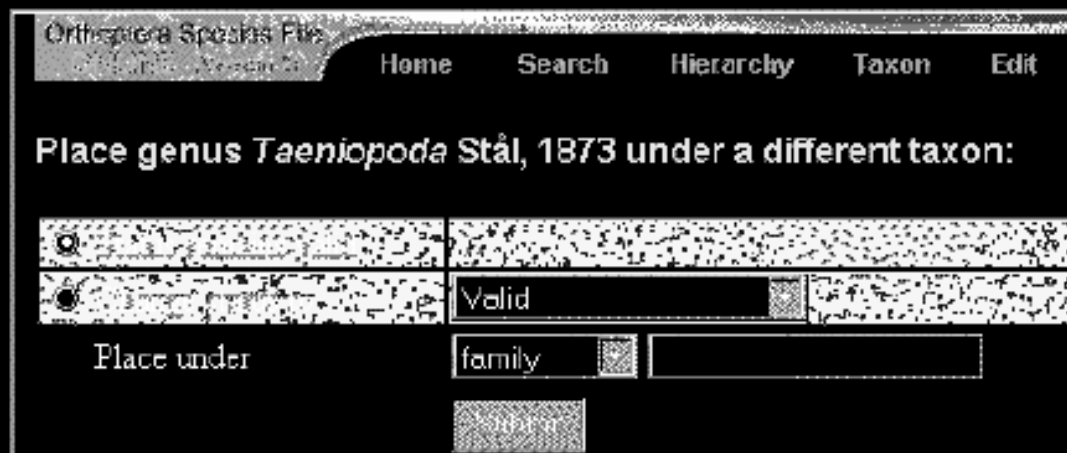 Orthoptera Species File
Home Search Hierarchy Taxon Edit
Place genus Taeniopoda Stål, 1873 under a different taxon:
Valid
Place under family
Submit